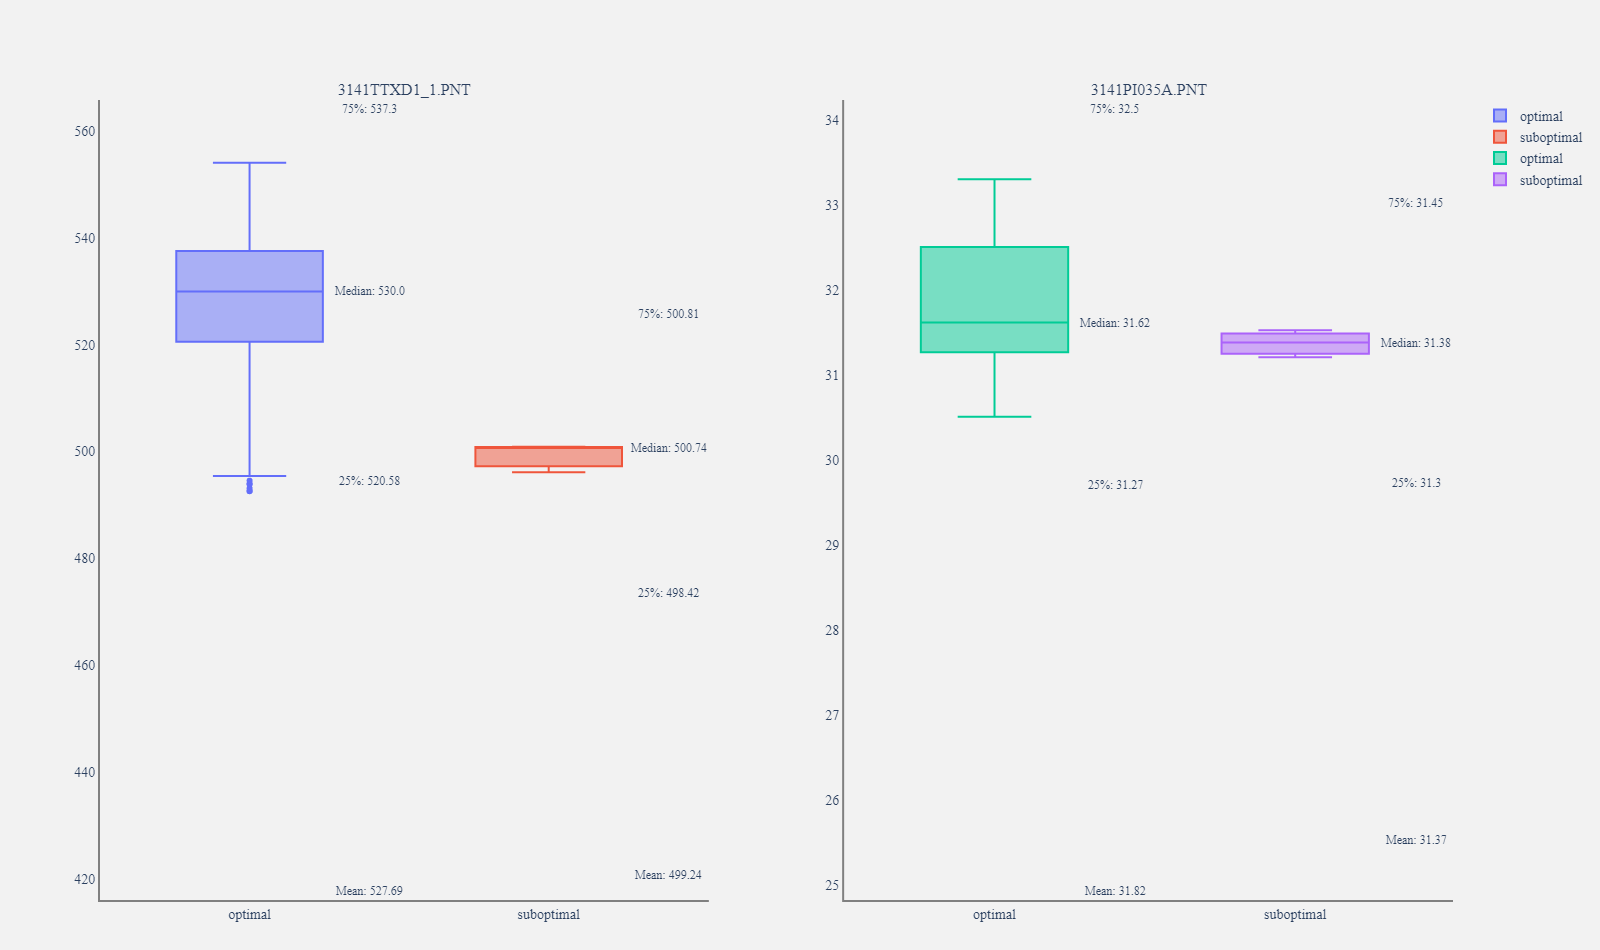 3141TTXD1_1.PNT
75%: 537.3
560
540
520
500
480
460
440
420
Median: 530.0
25%: 520.58
Mean: 527.69
75%: 500.81
Median: 500.74
25%: 498.42
Mean: 499.24
optimal
suboptimal
3141PI035A.PNT
75%: 32.5
34
33
32
31
30
29
28
27
26
25
Median: 31.62
25%: 31.27
Mean: 31.82
75%: 31.45
Median: 31.38
25%: 31.3
Mean: 31.37
optimal
suboptimal
optimal
suboptimal
optimal
suboptimal